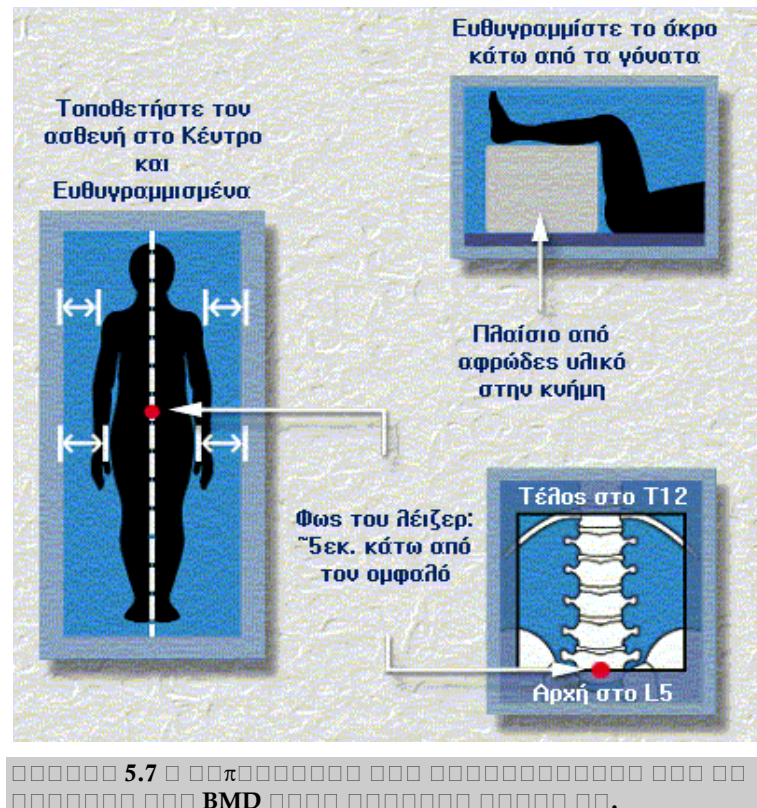 Ευθυγραμμίστε το άκρο
κάτω από τα γόνατα
Τοποθετήστε τον
ασθενή στο Κέντρο
και
Ευθυγραμμισμένα
Πλαίσιο από
αφρώδες υλικό
στην κνήμη
Φως του λέιζερ:
~5εκ. κάτω από
τον ομφαλό
Τέλος στο T12
Αρχή στο L5
5.7
BMD